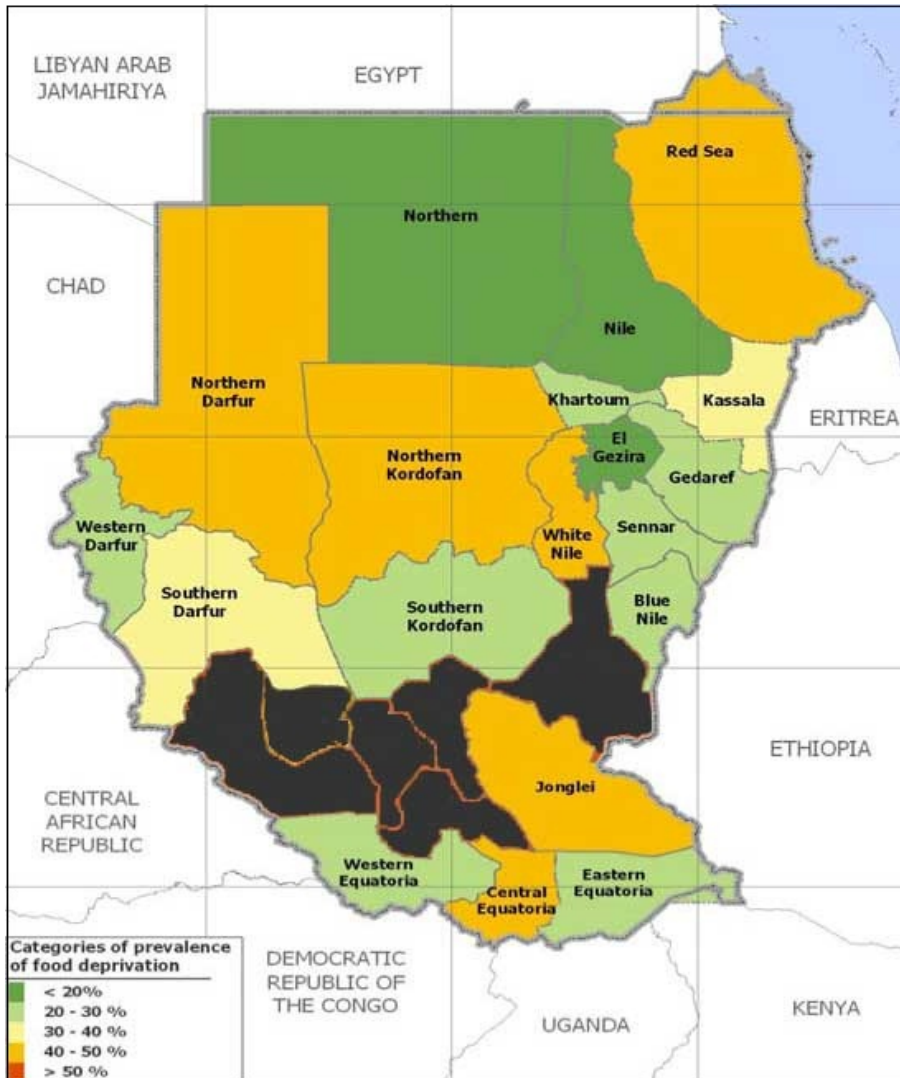 LIBYAN ARAB
JAMAHIRIYA
EGYPT
Red Sea
Northern
CHAD
Nile
Northern
Darfur
Khartoum
Kassala
ERITREA
El
Gezira
Northern
Kordofan
Gedaref
Western
Darfur
Sennar
White
Nile
Southern
Darfur
Southern
Kordofan
Blue
Nile
ETHIOPIA
Jonglei
CENTRAL
AFRICAN
REPUBLIC
Western
Equatoria
Central
Equatoria
Eastern
Equatoria
Categories of prevalence
of food deprivation
< 20%
20 - 30 %
30 - 40 %
40 - 50 %
> 50 %
DEMOCRATIC
REPUBLIC OF
THE CONGO
UGANDA
KENYA